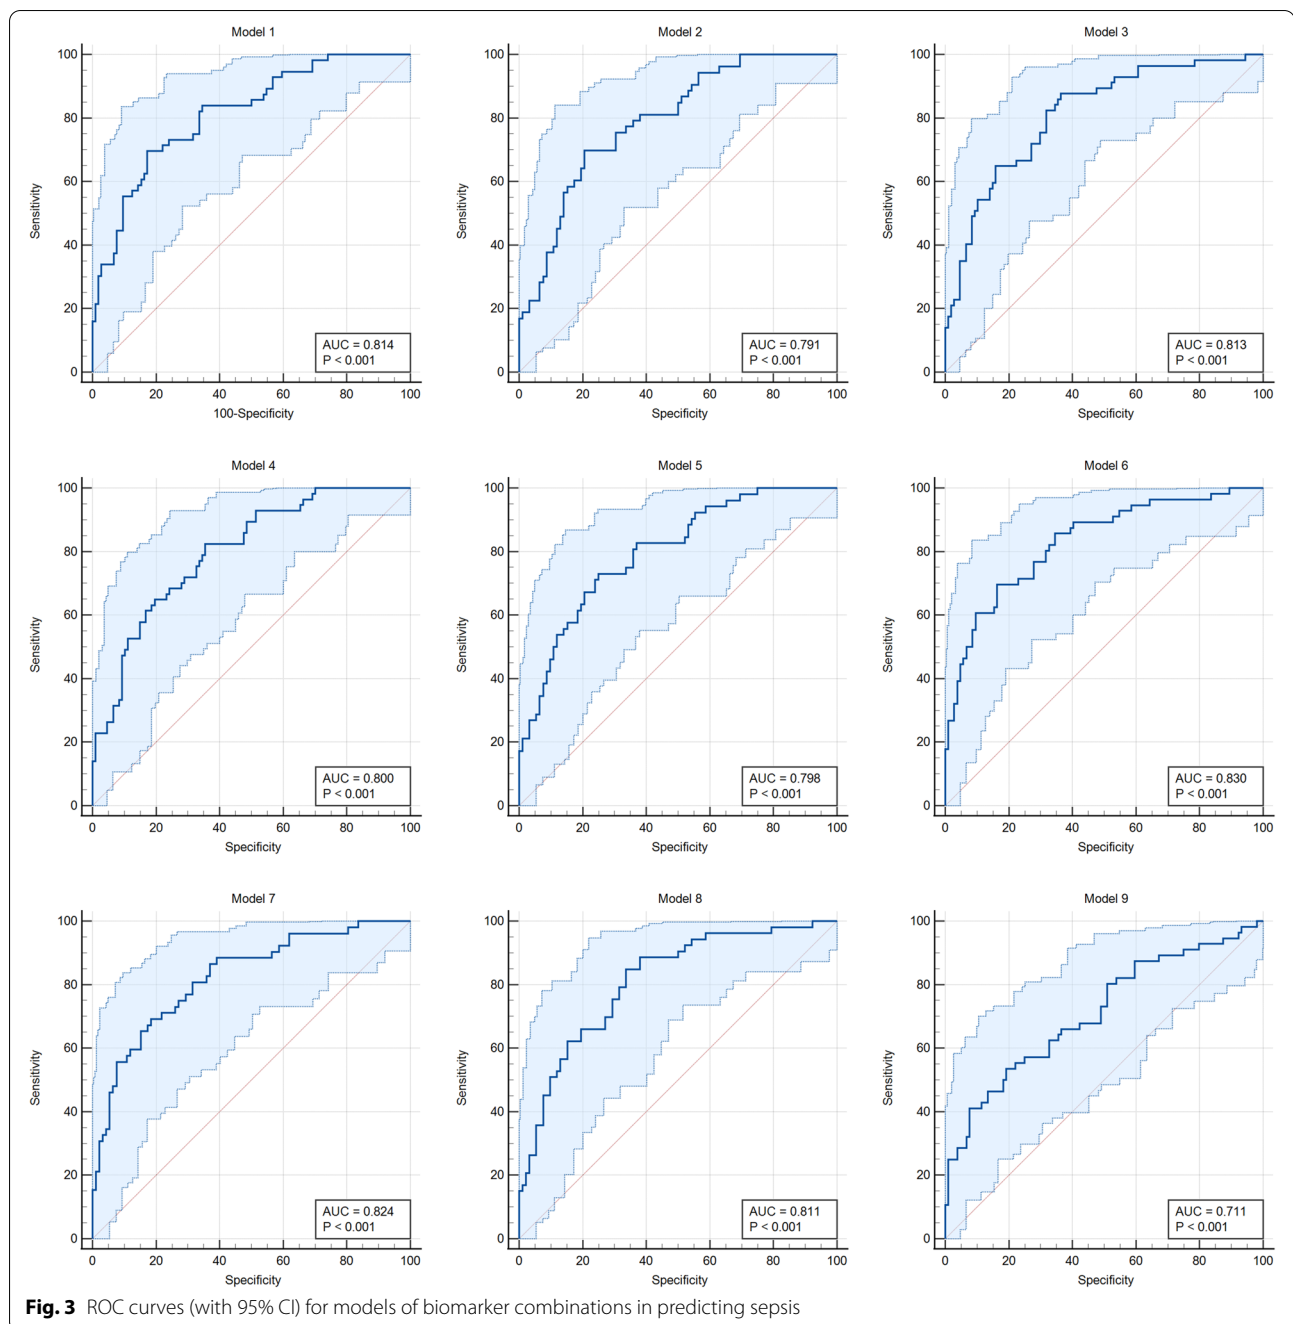 Model 1
100
80
60
40
20
0
Sensitivity
AUC = 0.814
P < 0.001
0 20 40 60 80 100
100-Specificity
Model 2
100
80
60
40
20
0
Sensitivity
AUC = 0.791
P < 0.001
0 20 40 60 80 100
Specificity
Model 3
100
80
60
40
20
0
Sensitivity
AUC = 0.813
P < 0.001
0 20 40 60 80 100
Specificity
Model 4
100
80
60
40
20
0
Sensitivity
AUC = 0.800
P < 0.001
0 20 40 60 80 100
Specificity
Model 5
100
80
60
40
20
0
Sensitivity
AUC = 0.798
P < 0.001
0 20 40 60 80 100
Specificity
Model 6
100
80
60
40
20
0
Sensitivity
AUC = 0.830
P < 0.001
0 20 40 60 80 100
Specificity
Model 7
100
80
60
40
20
0
Sensitivity
AUC = 0.824
P < 0.001
0 20 40 60 80 100
Specificity
Model 8
100
80
60
40
20
0
Sensitivity
AUC = 0.811
P < 0.001
0 20 40 60 80 100
Specificity
Model 9
100
80
60
40
20
0
Sensitivity
AUC = 0.711
P < 0.001
0 20 40 60 80 100
Specificity
Fig. 3 ROC curves (with 95% CI) for models of biomarker combinations in predicting sepsis